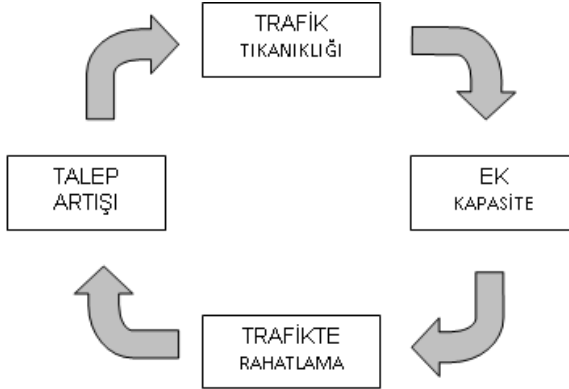 TRAFİK
TIKANIKLIĞI
TALEP
ARTIŞI
EK
KAPASİTE
TRAFİKTE
RAHATLAMA